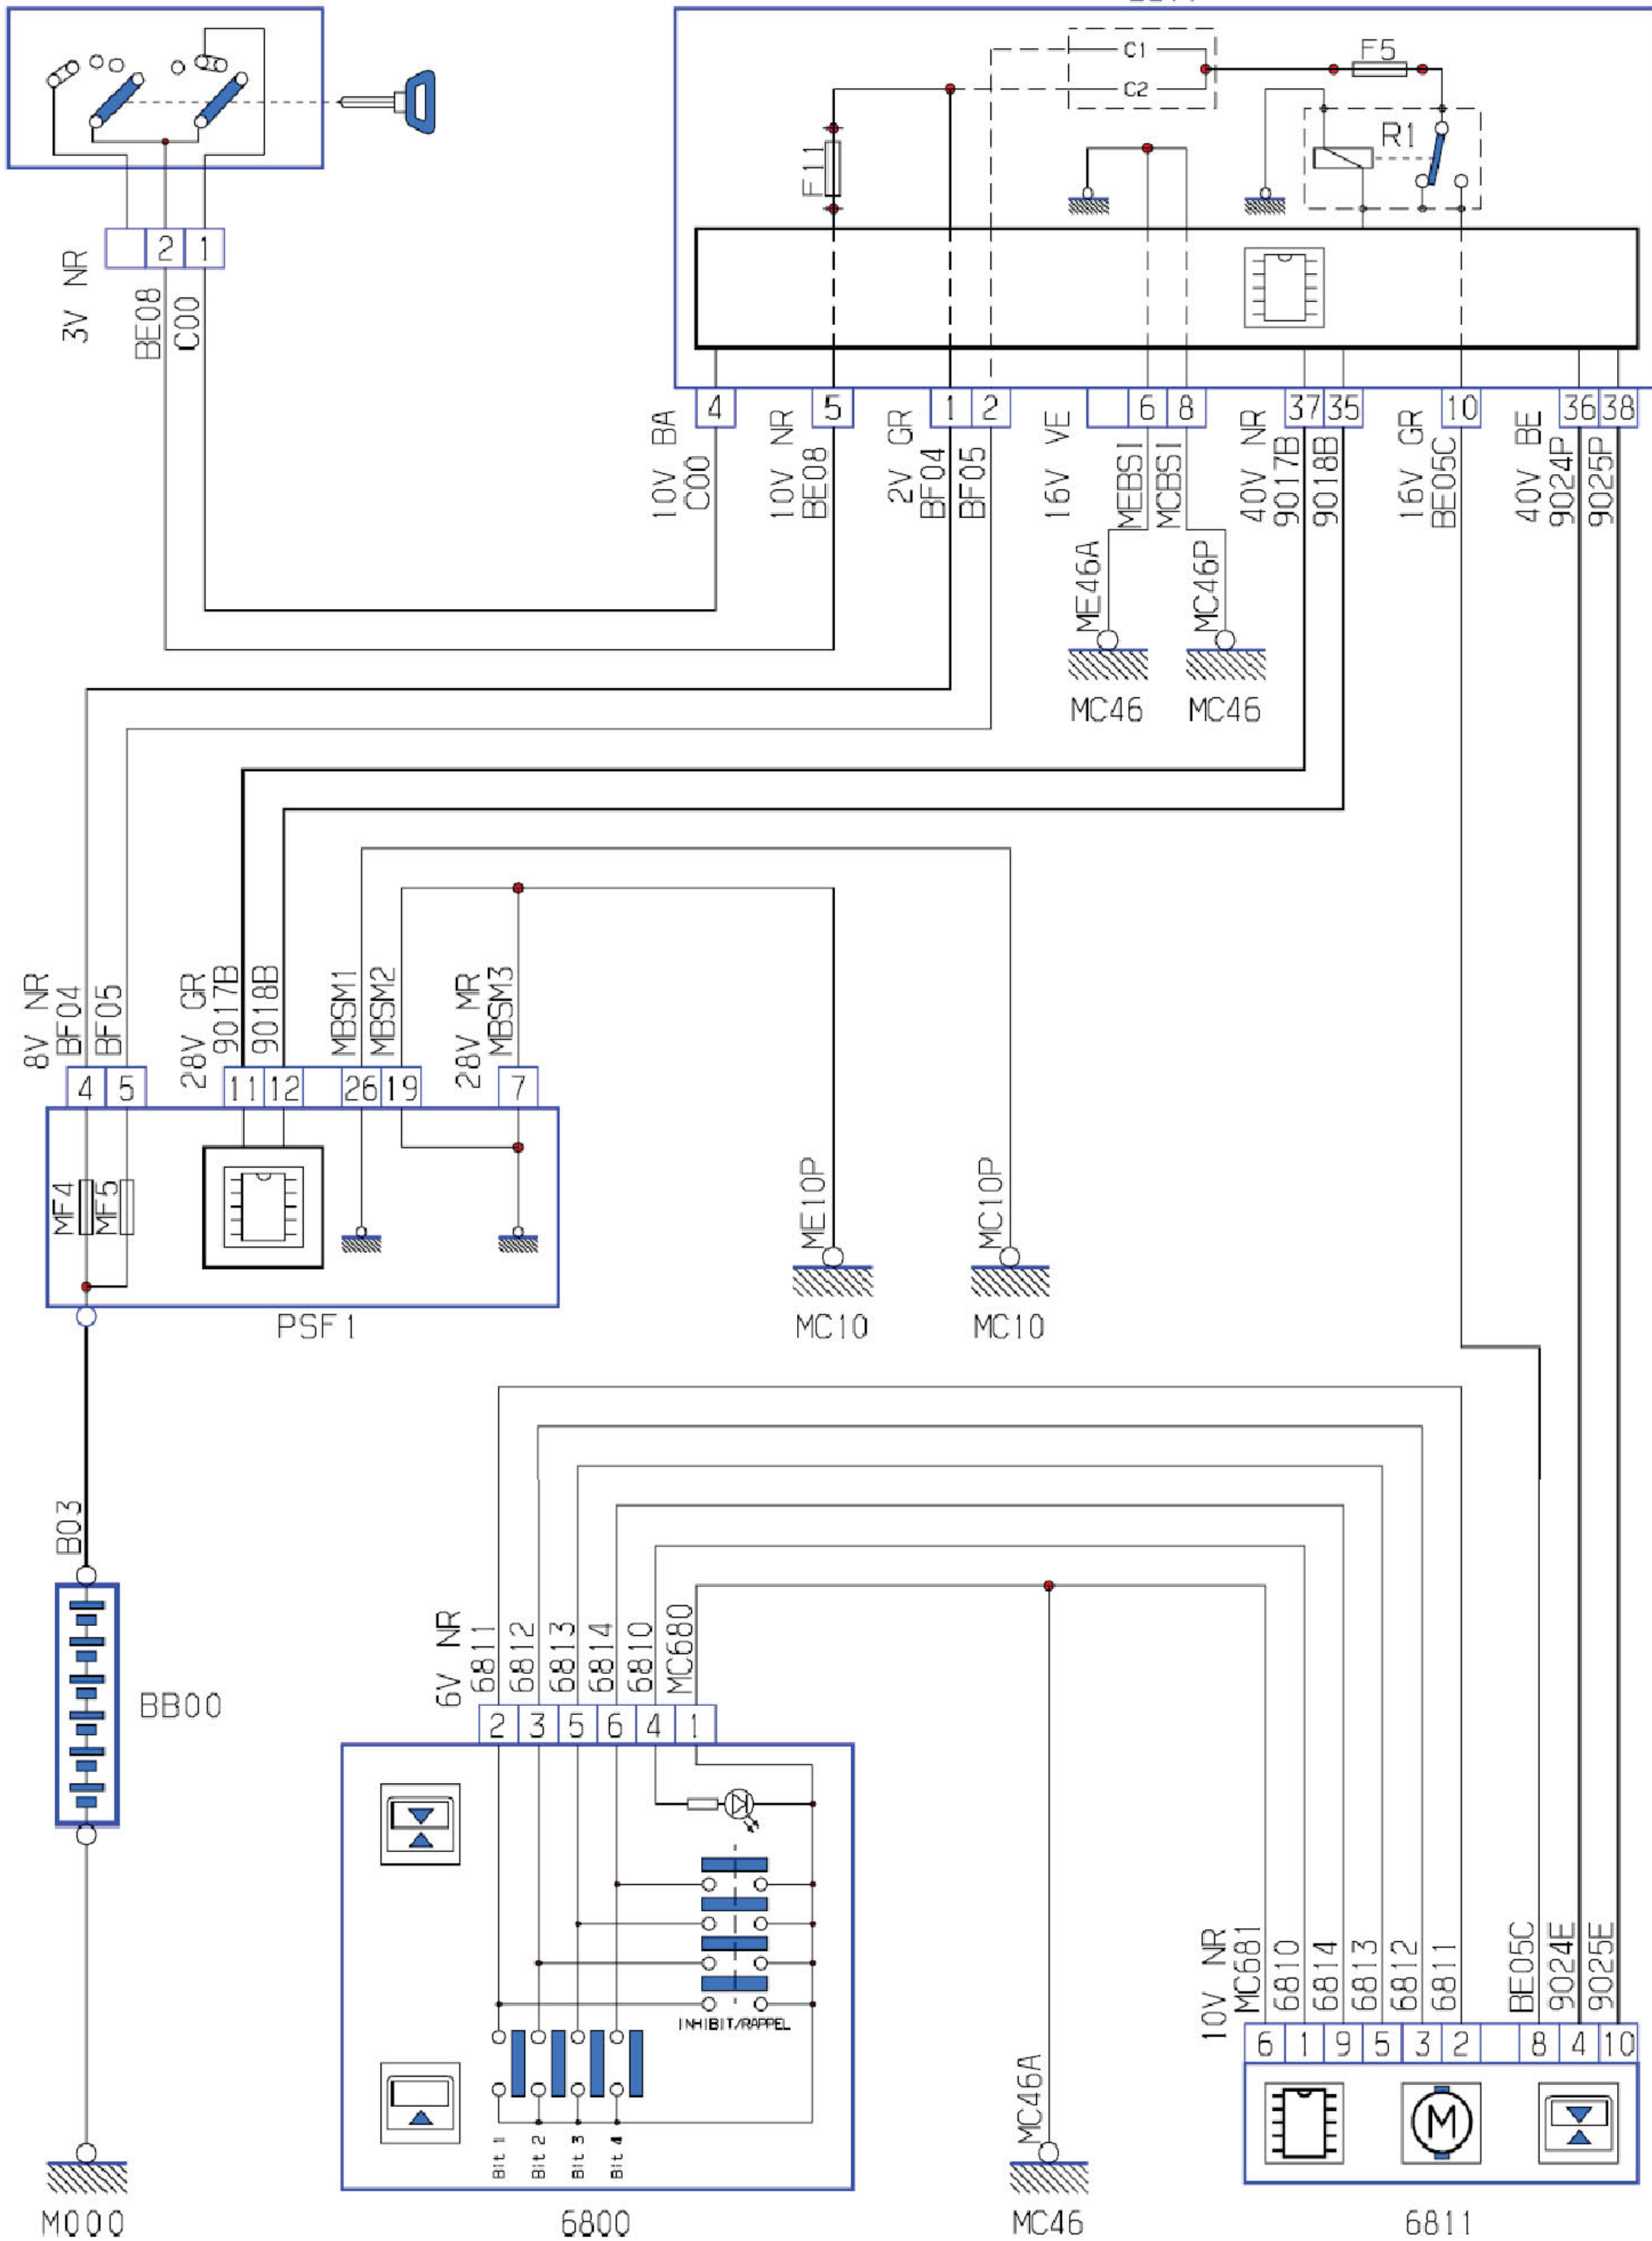 C1
F5
C2
R1
F11
2 1
3V NR
BE08
C00
4 5 1 2 6 8 37 35 10 36 38
10V BA
C00
10V NR
BE08
2V GR
BF04
BF05
16V VE
MEBSI
MCBSI
40V NR
9017B
9018B
16V GR
BE05C
40V BE
9024P
9025P
ME46A
MC46P
MC46 MC46
8V NR
BF04
BF05
28V GR
9017B
9018B
MBSM1
MBSM2
28V MR
MBSM3
4 5 11 12 26 19 7
MF4
MF5
ME10P
MC10P
PSF1
MC10 MC10
B03
BB00
6V NR
6811
6812
6813
6814
6810
MC680
2 3 5 6 4 1
INHIBIT/RAPPEL
Bit 1
Bit 2
Bit 3
Bit 4
MC46A
10V NR
MC681
6810
6814
6813
6812
6811
BE05C
9024E
9025E
6 1 9 5 3 2 8 4 10
M
M000
6800
MC46
6811